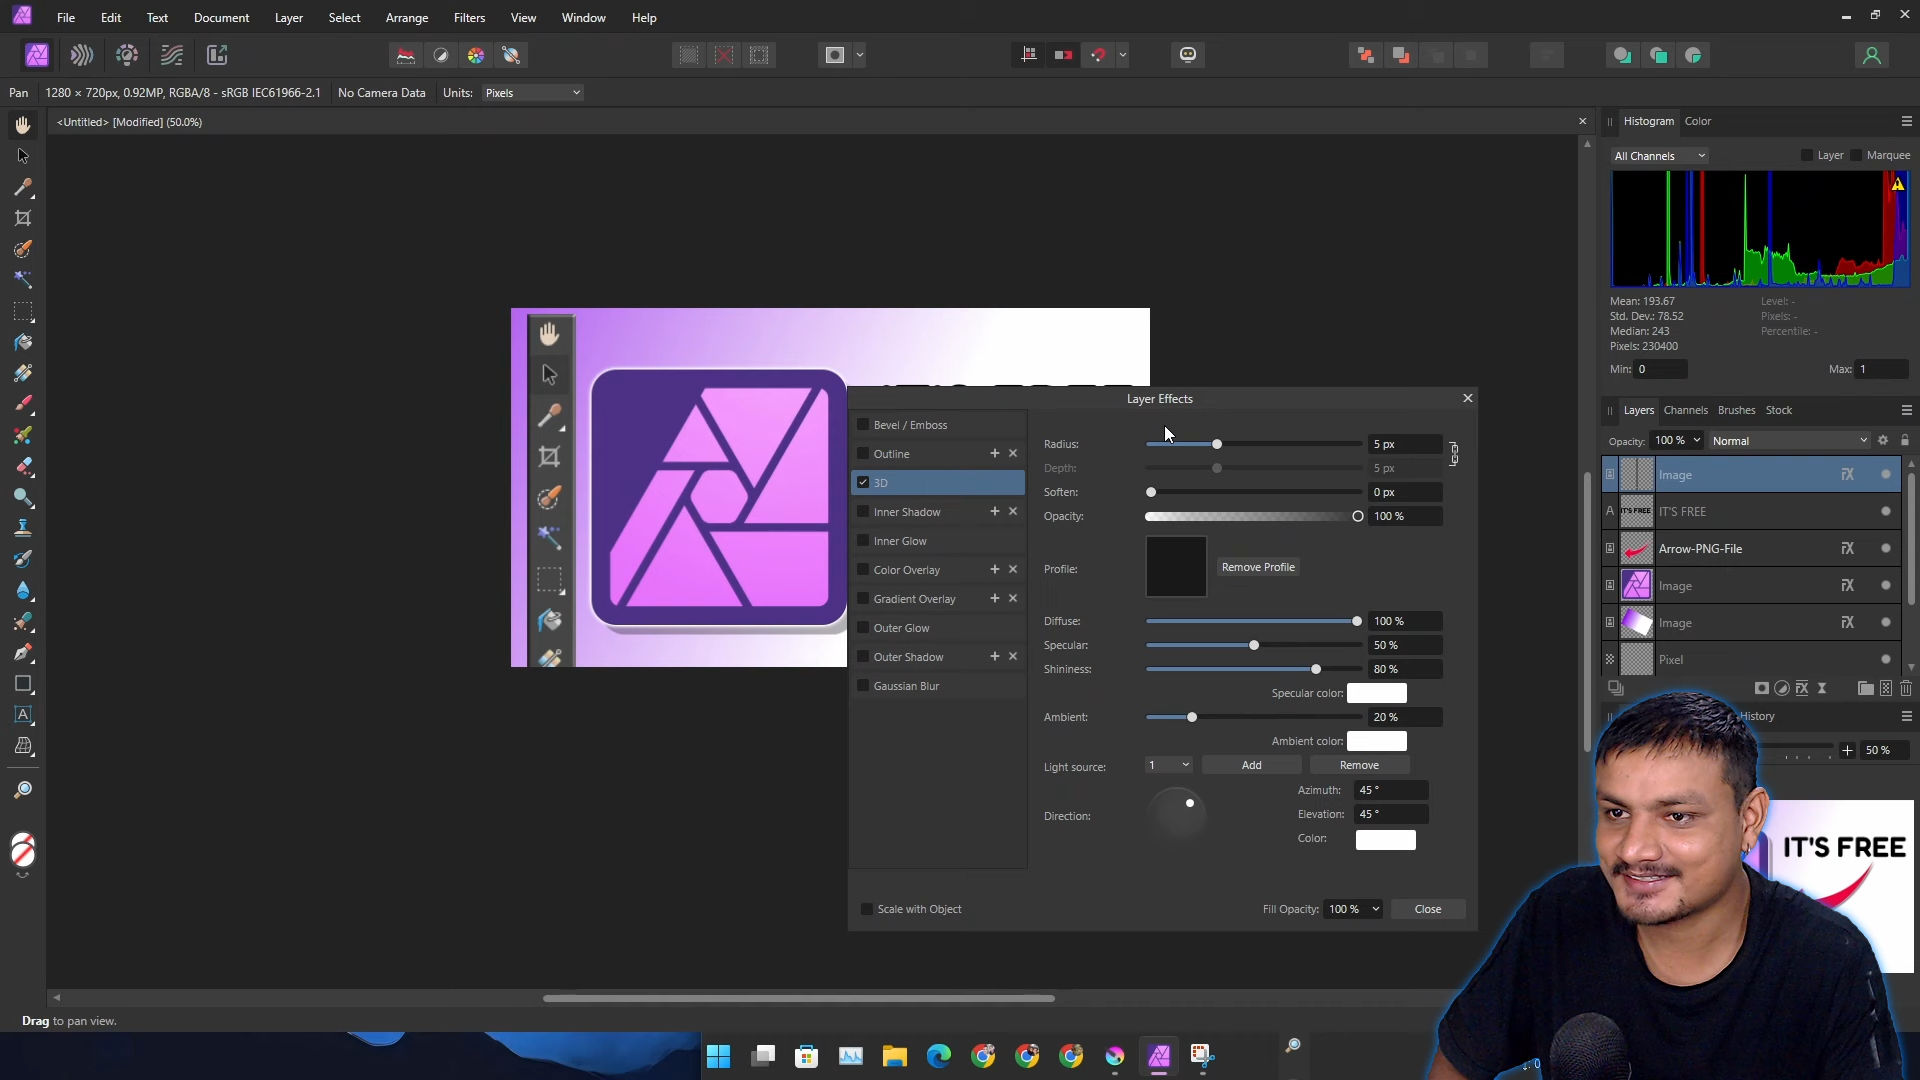 File Edit Text Document Layer Select Arrange Filters View Window Help
Pan 1280 × 720px, 0.92MP, RGBA/8 - sRGB IEC61966-2.1 No Camera Data Units: Pixels
<Untitled> [Modified] (50.0%)
Histogram Color
All Channels Layer Marquee
Mean: 193.67 Level: -
Std. Dev.: 78.52 Pixels: -
Median: 243 Percentile: -
Pixels: 230400
Min: 0 Max: 1
Layers Channels Brushes Stock
Opacity: 100 % Normal
Image
IT'S FREE IT'S FREE
Arrow-PNG-File
Image
Image
Pixel
History
50 %
IT'S FREE
Layer Effects
Bevel / Emboss
Outline
3D
Inner Shadow
Inner Glow
Color Overlay
Gradient Overlay
Outer Glow
Outer Shadow
Gaussian Blur
Radius: 5 px
Depth: 5 px
Soften: 0 px
Opacity: 100 %
Profile: Remove Profile
Diffuse: 100 %
Specular: 50 %
Shininess: 80 %
Specular color:
Ambient: 20 %
Ambient color:
Light source: 1 Add Remove
Azimuth: 45 °
Direction: Elevation: 45 °
Color:
Scale with Object Fill Opacity: 100 % Close
Drag to pan view.